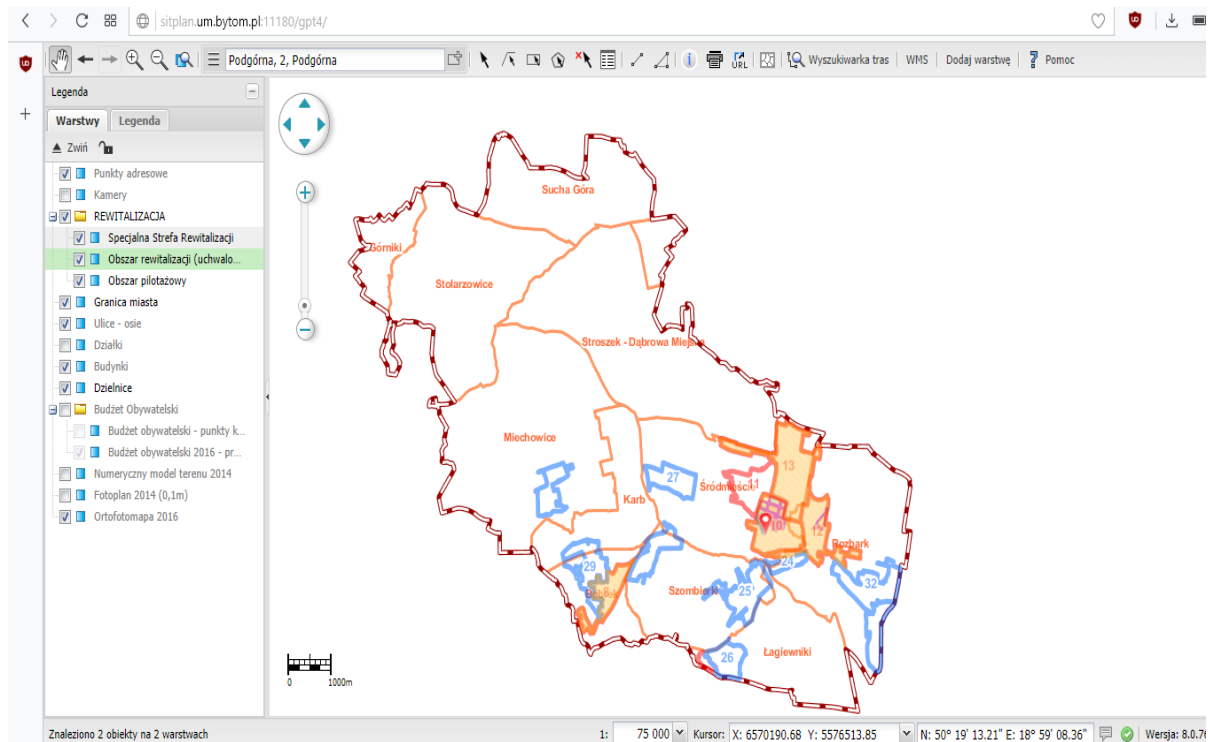 88 sitplan.um.bytom.pl:11180/gpt4/
Podgórna, 2, Podgórna URL Wyszukiwarka tras WMS Dodaj warstwę ? Pomoc
Legenda
Warstwy Legenda
Zwiń
Punkty adresowe
Kamery
REWITALIZACJA
Specjalna Strefa Rewitalizacji
Obszar rewitalizacji (uchwalo...
Obszar pilotażowy
Granica miasta
Ulice - osie
Działki
Budynki
Dzielnice
Budżet Obywatelski
Budżet obywatelski - punkty k...
Budżet obywatelski 2016 - pr...
Numeryczny model terenu 2014
Fotoplan 2014 (0,1m)
Ortofotomapa 2016
Sucha Góra
Górniki
Stolarzowice
Stroszek - Dąbrowa Miejska
Miechowice
13
27
Śródmieście
11
Karb
10
12
Rozbark
29
24
32
Szombierki
25
26
Łagiewniki
0 1000m
Znaleziono 2 obiekty na 2 warstwach 1: 75 000 Kursor: X: 6570190.68 Y: 5576513.85 N: 50° 19' 13.21" E: 18° 59' 08.36" Wersja: 8.0.76